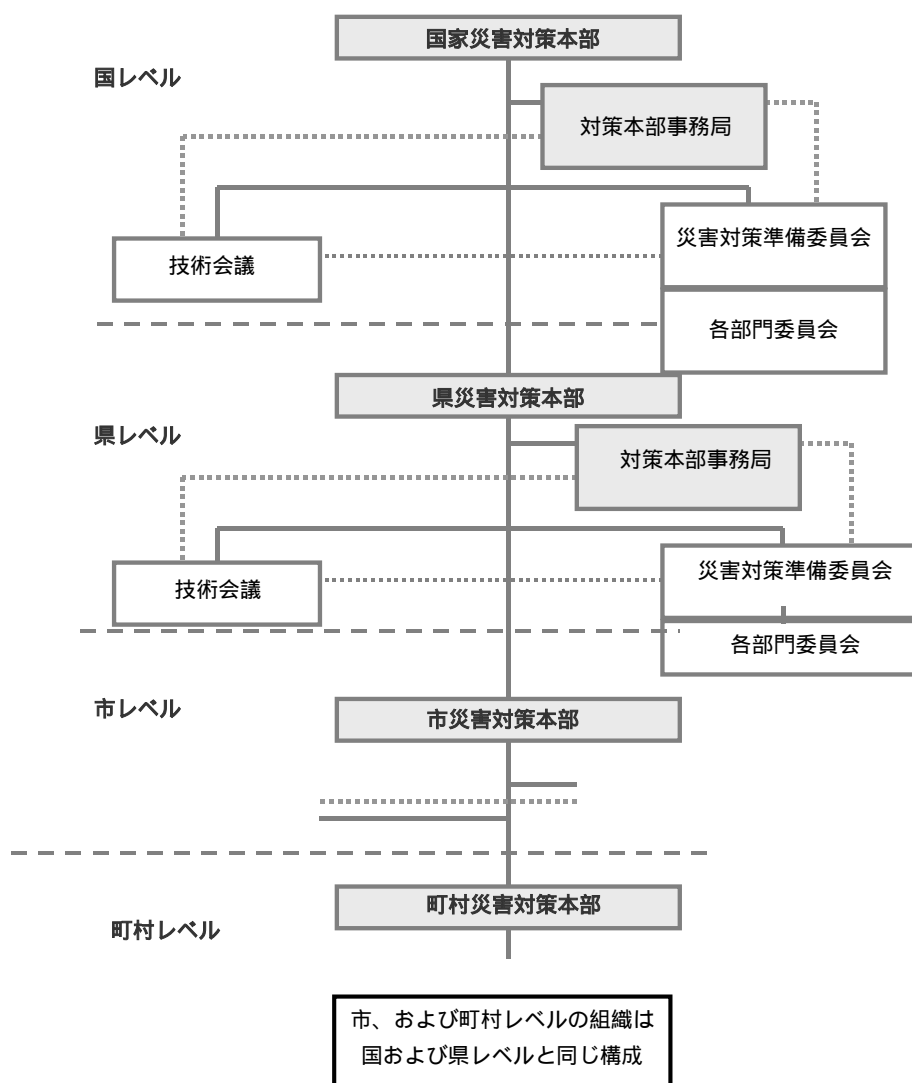 国家災害対策本部
国レベル
対策本部事務局
災害対策準備委員会
技術会議
各部門委員会
県災害対策本部
県レベル
対策本部事務局
災害対策準備委員会
技術会議
各部門委員会
市レベル
市災害対策本部
町村災害対策本部
町村レベル
市、および町村レベルの組織は
国および県レベルと同じ構成